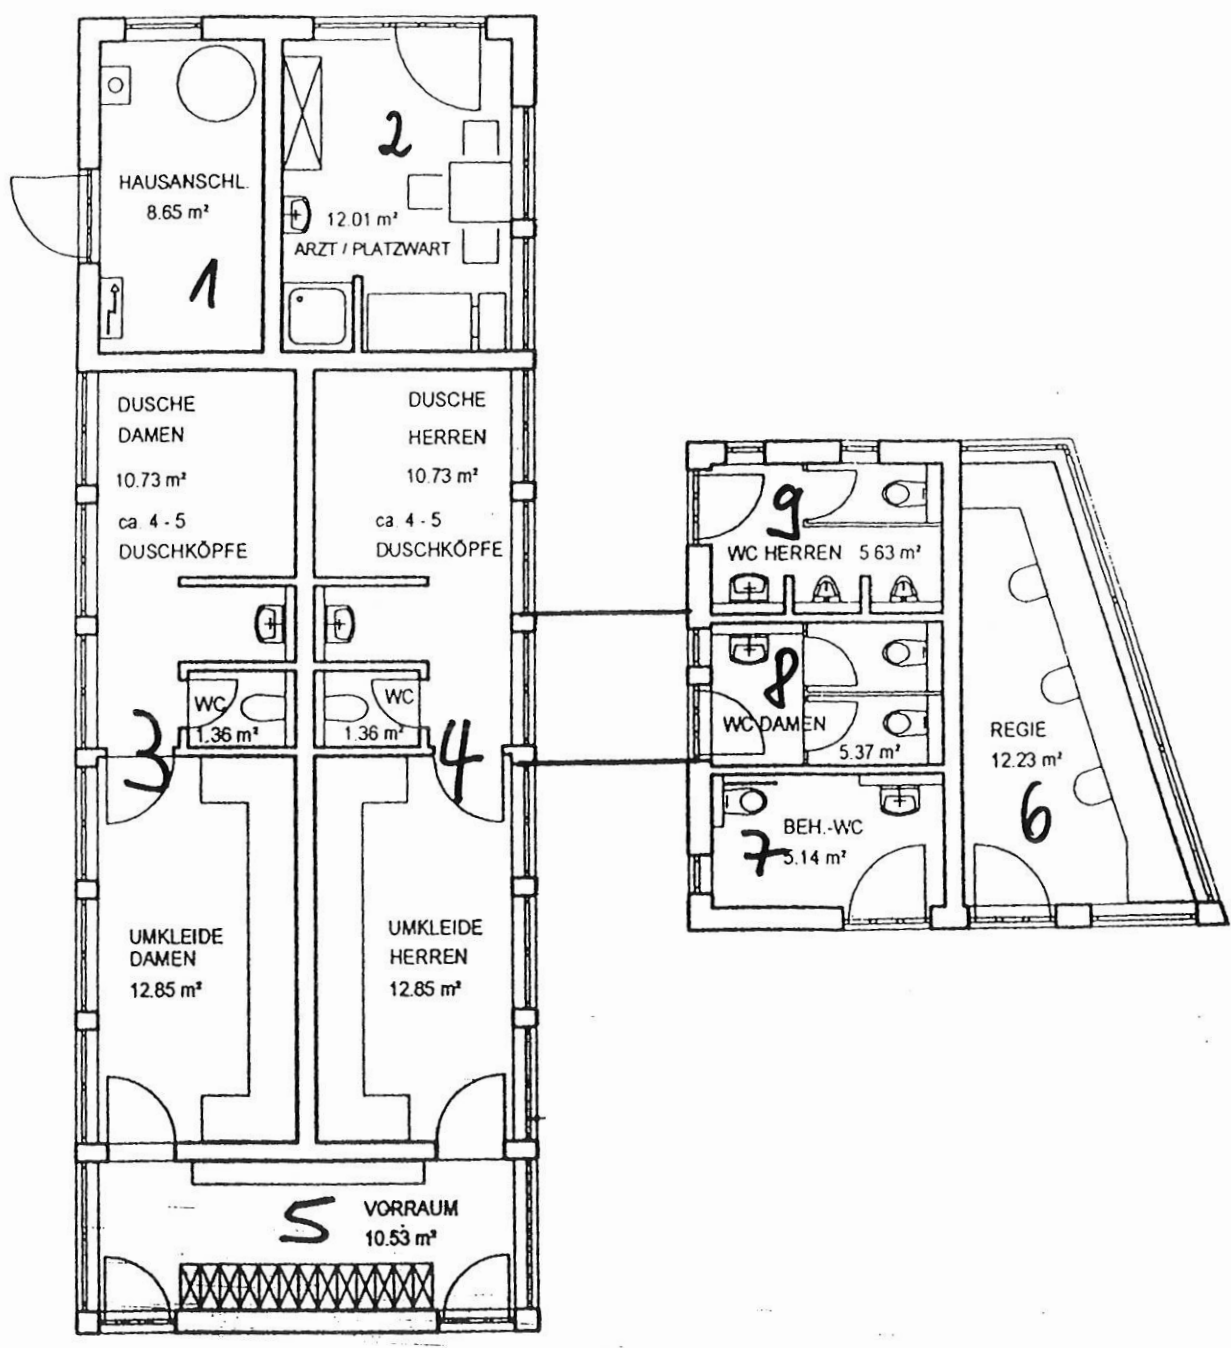 2
HAUSANSCHL.
8.65 m²
12.01 m²
ARZT / PLATZWART
1
DUSCHE
DAMEN
10.73 m²
ca. 4 - 5
DUSCHKÖPFE
DUSCHE
HERREN
10.73 m²
ca. 4 - 5
DUSCHKÖPFE
9
WC HERREN 5.63 m²
8
WC DAMEN
5.37 m²
WC
1.36 m²
WC
1.36 m²
3
4
REGIE
12.23 m²
6
BEH.-WC
5.14 m²
7
UMKLEIDE
DAMEN
12.85 m²
UMKLEIDE
HERREN
12.85 m²
5
VORRAUM
10.53 m²